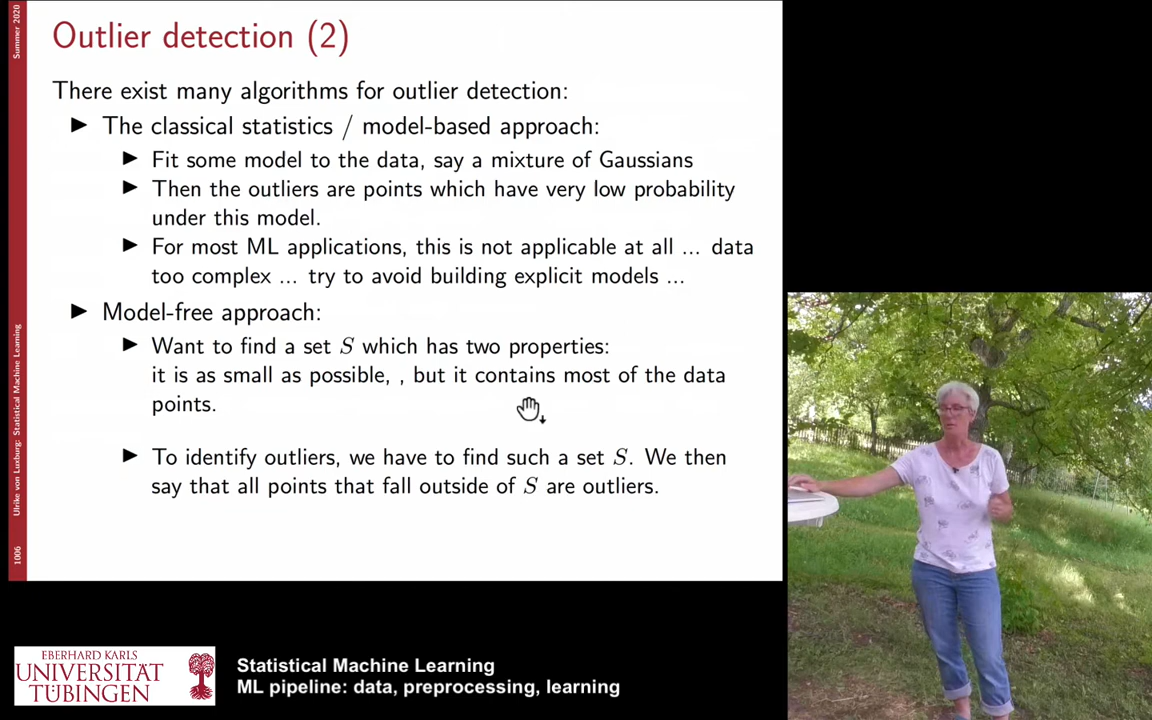 Summer 2020
Outlier detection (2)
There exist many algorithms for outlier detection:
▶ The classical statistics / model-based approach:
▶ Fit some model to the data, say a mixture of Gaussians
▶ Then the outliers are points which have very low probability
under this model.
▶ For most ML applications, this is not applicable at all ... data
too complex ... try to avoid building explicit models ...
▶ Model-free approach:
▶ Want to find a set S which has two properties:
it is as small as possible, , but it contains most of the data
points.
▶ To identify outliers, we have to find such a set S. We then
say that all points that fall outside of S are outliers.
Ulrike von Luxburg: Statistical Machine Learning
1006
EBERHARD KARLS
UNIVERSITÄT
TÜBINGEN
Statistical Machine Learning
ML pipeline: data, preprocessing, learning